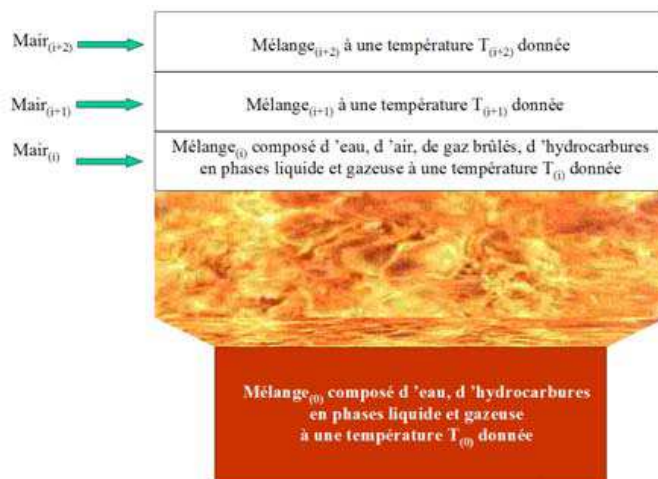 Mair(i+2)
Mélange(i+2) à une température T(i+2) donnée
Mair(i+1)
Mélange(i+1) à une température T(i+1) donnée
Mair(i)
Mélange(i) composé d 'eau, d 'air, de gaz brûlés, d 'hydrocarbures
en phases liquide et gazeuse à une température T(i) donnée
Mélange(0) composé d 'eau, d 'hydrocarbures
en phases liquide et gazeuse
à une température T(0) donnée